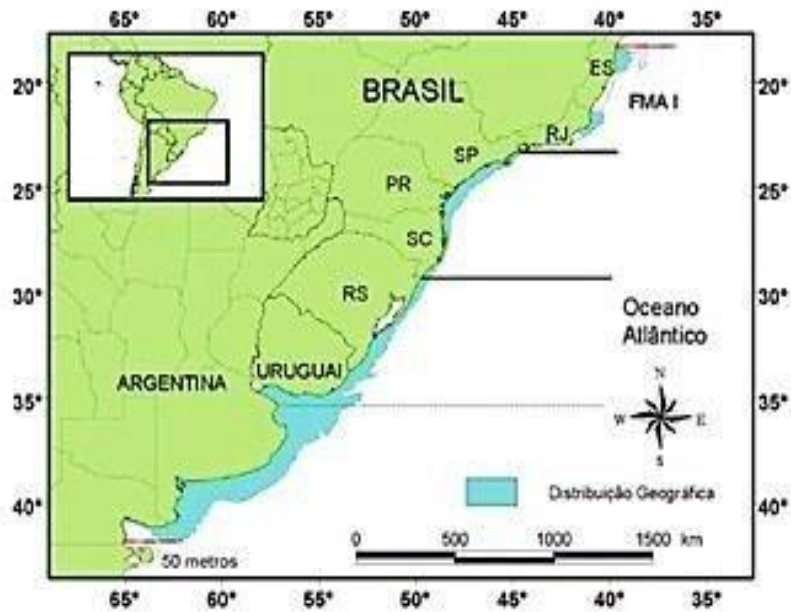 65° 60° 55° 50° 45° 40°
20°
25°
30°
35°
40°
BRASIL
ES
FMA I
RJ
SP
PR
SC
RS
Oceano
Atlântico
URUGUAI
ARGENTINA
N
W E
S
Distribuição Geográfica
0 500 1000 1500 km
50 metros
20°
25°
30°
35°
40°
65° 60° 55° 50° 45° 40° 35°